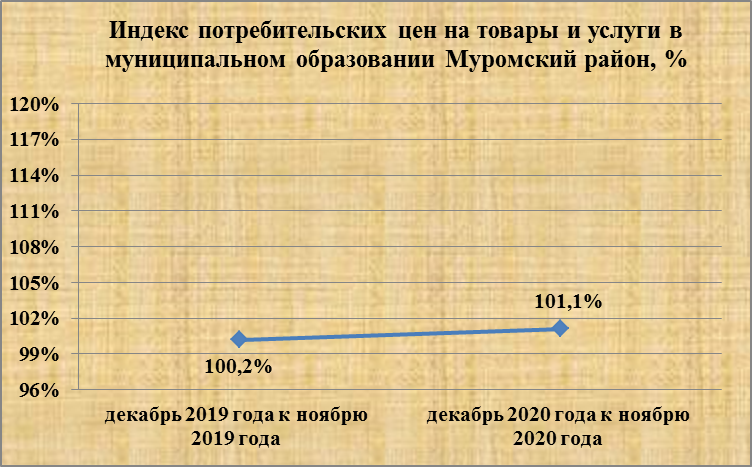 Индекс потребительских цен на товары и услуги в
муниципальном образовании Муромский район, %
120%
117%
114%
111%
108%
105%
102%
99%
96%
101,1%
100,2%
декабрь 2019 года к ноябрю
2019 года
декабрь 2020 года к ноябрю
2020 года